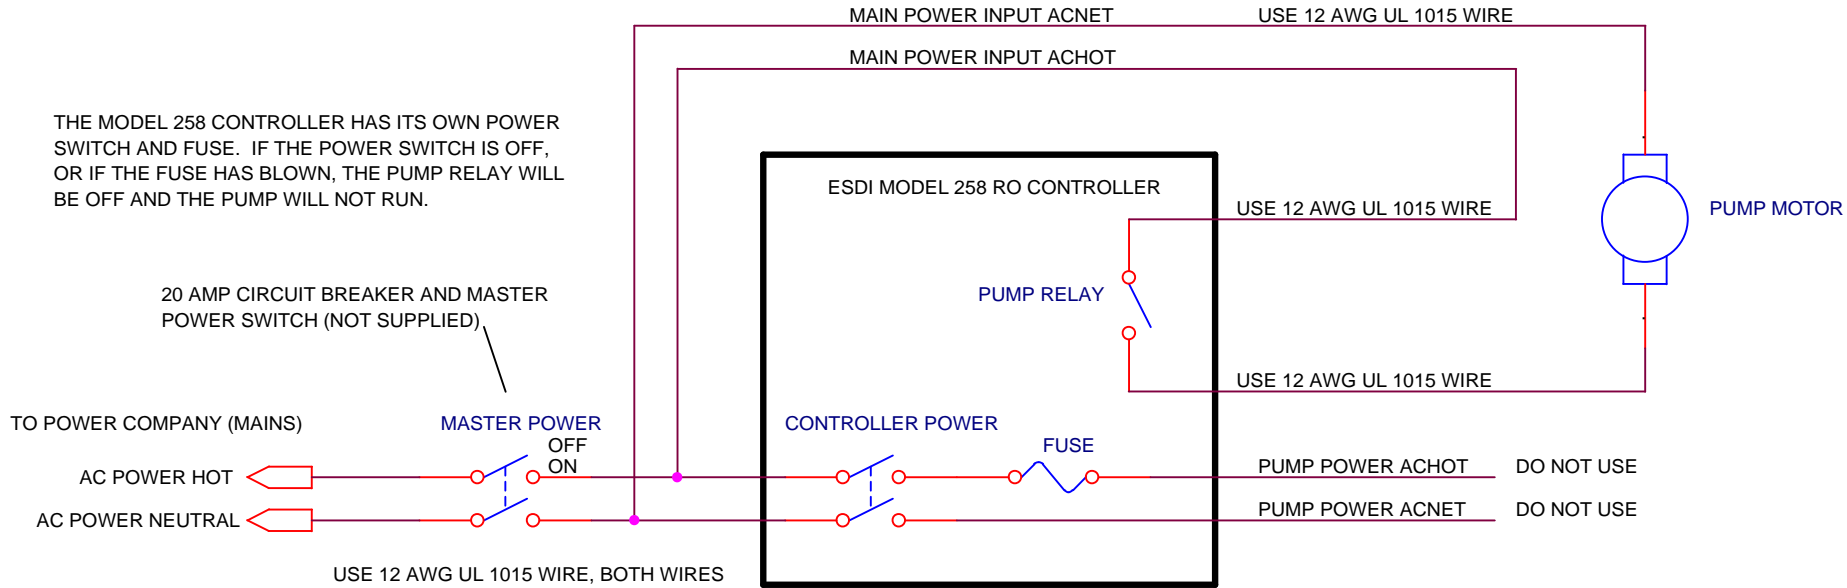 MAIN POWER INPUT ACNET
USE 12 AWG UL 1015 WIRE
MAIN POWER INPUT ACHOT
THE MODEL 258 CONTROLLER HAS ITS OWN POWER
SWITCH AND FUSE.  IF THE POWER SWITCH IS OFF,
OR IF THE FUSE HAS BLOWN, THE PUMP RELAY WILL
BE OFF AND THE PUMP WILL NOT RUN.
ESDI MODEL 258 RO CONTROLLER
USE 12 AWG UL 1015 WIRE
PUMP MOTOR
20 AMP CIRCUIT BREAKER AND MASTER
POWER SWITCH (NOT SUPPLIED)
PUMP RELAY
USE 12 AWG UL 1015 WIRE
TO POWER COMPANY (MAINS)
MASTER POWER
OFF
ON
CONTROLLER POWER
FUSE
AC POWER HOT
PUMP POWER ACHOT
DO NOT USE
AC POWER NEUTRAL
PUMP POWER ACNET
DO NOT USE
USE 12 AWG UL 1015 WIRE, BOTH WIRES